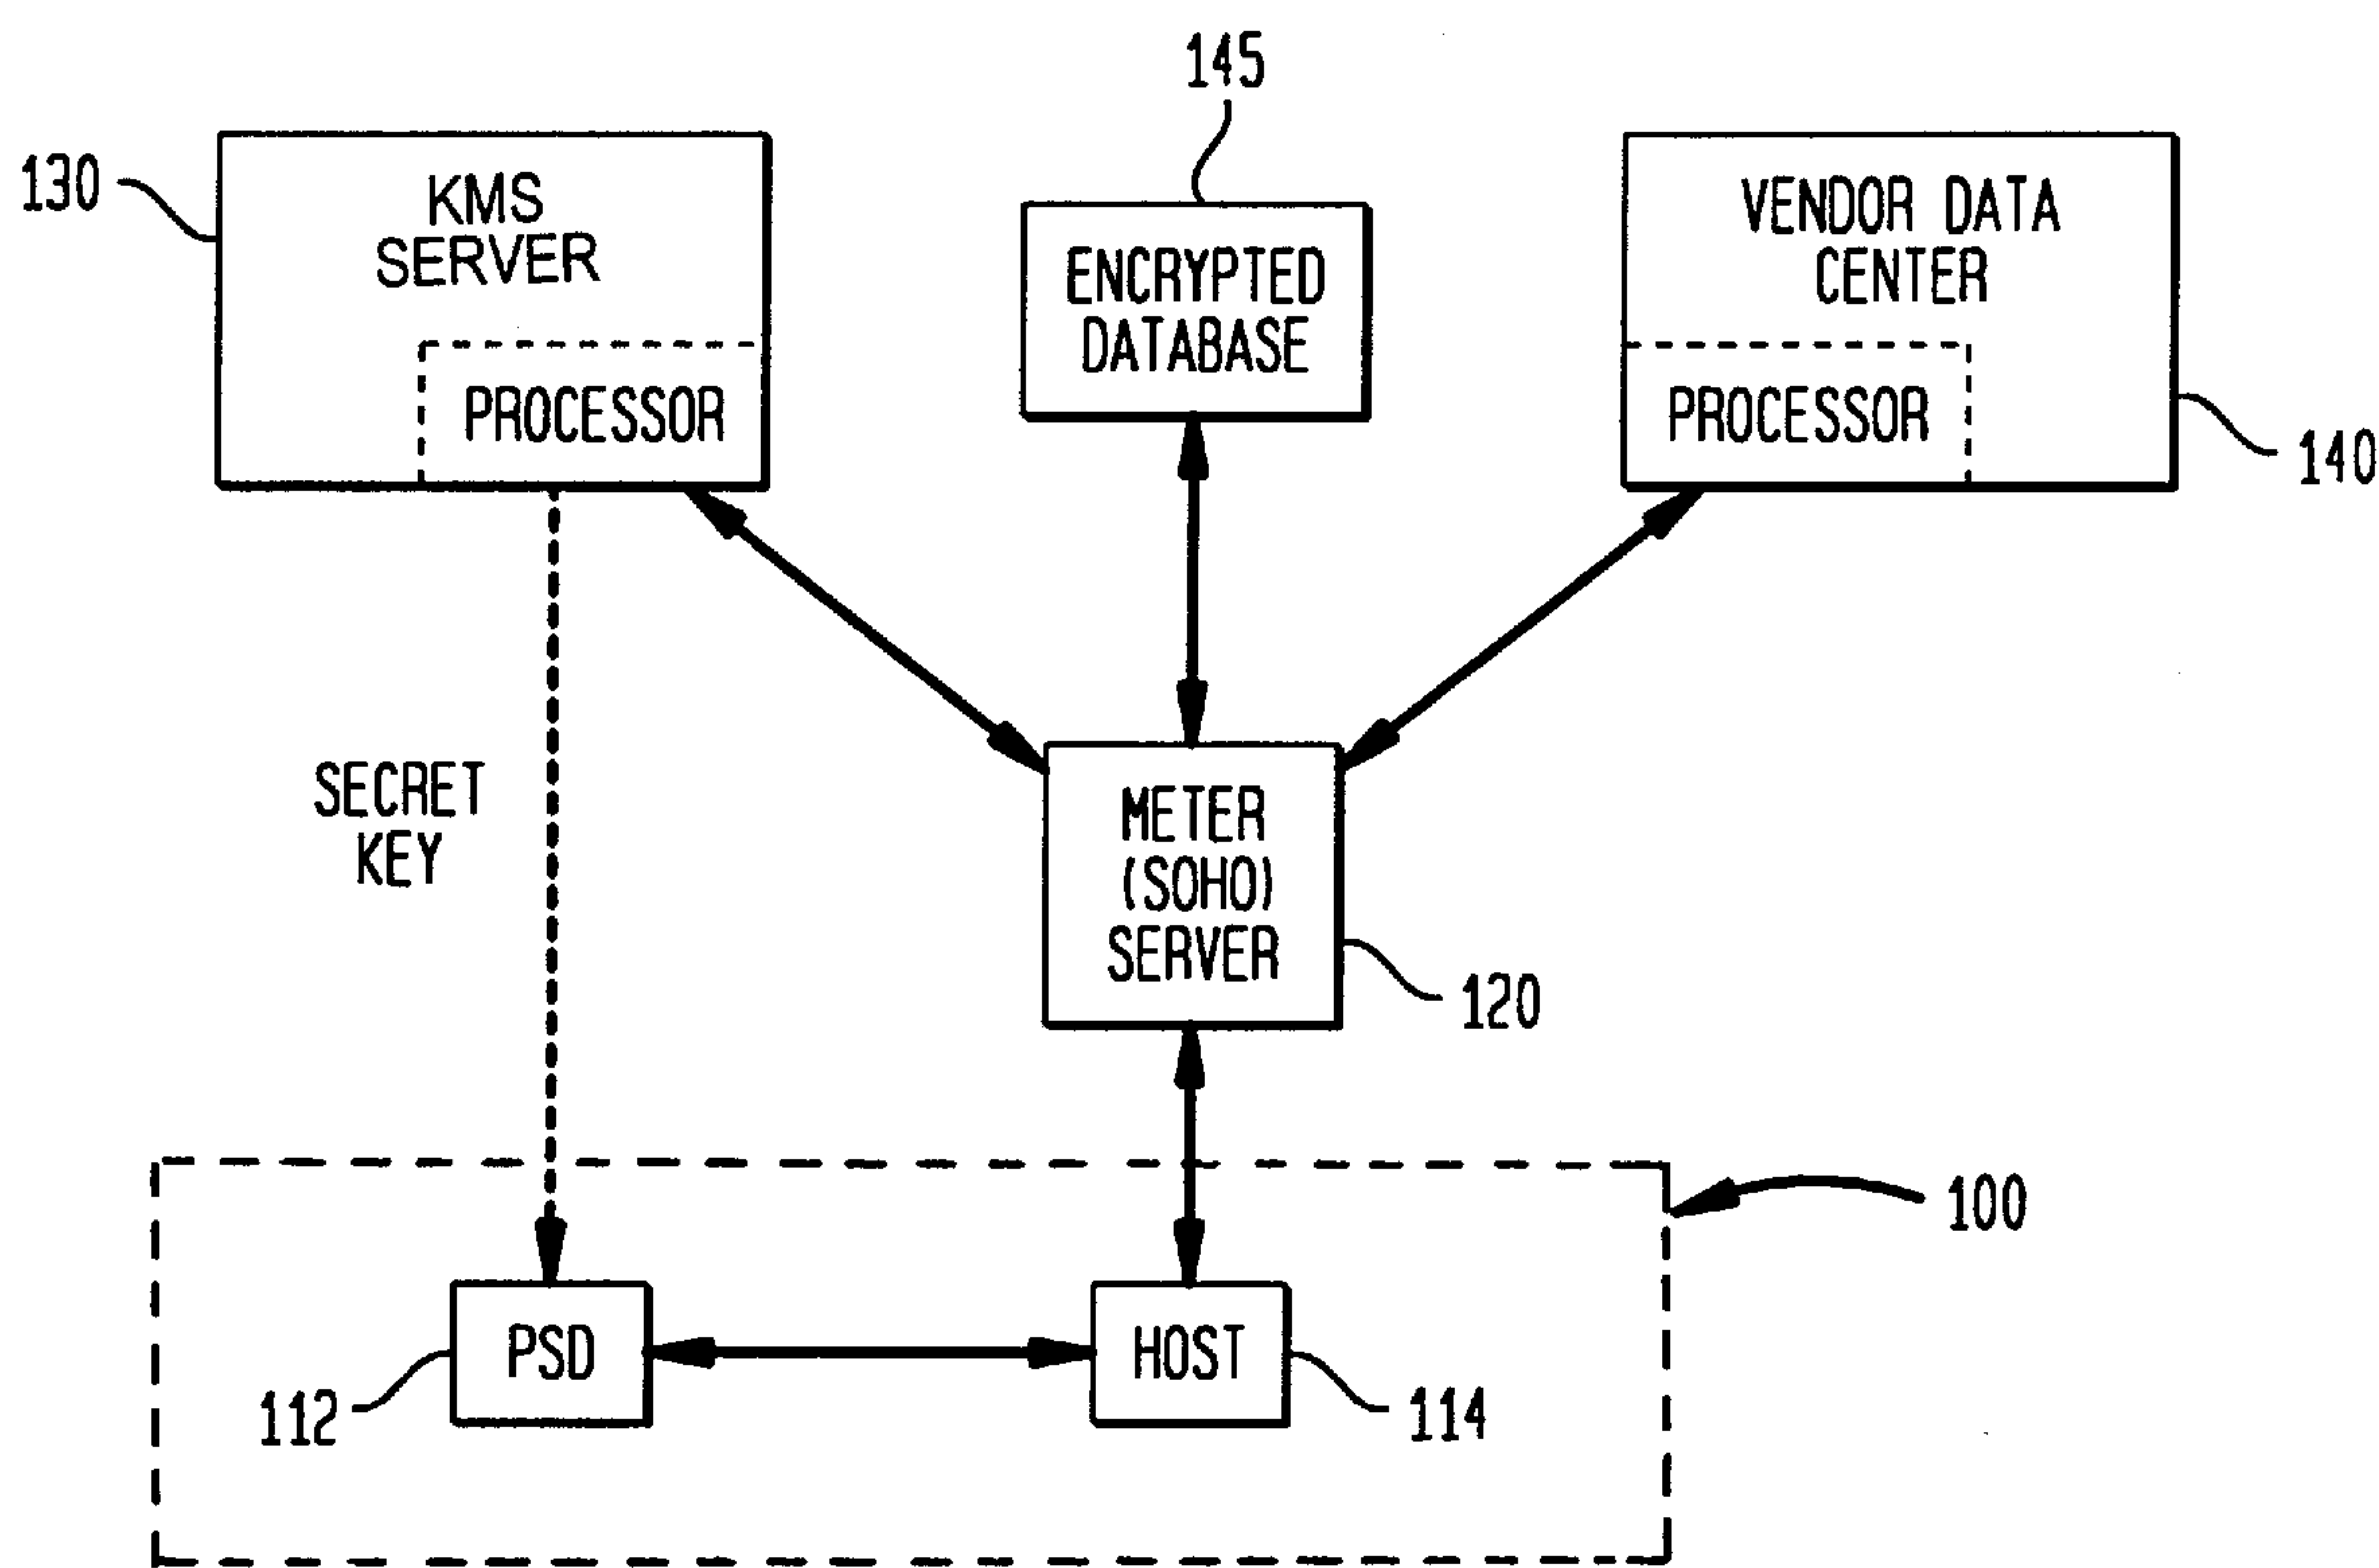 145
130
KMS
SERVER
PROCESSOR
ENCRYPTED
DATABASE
VENDOR DATA
CENTER
PROCESSOR
140
SECRET
KEY
METER
(SOHO)
SERVER
120
100
PSD
112
HOST
114